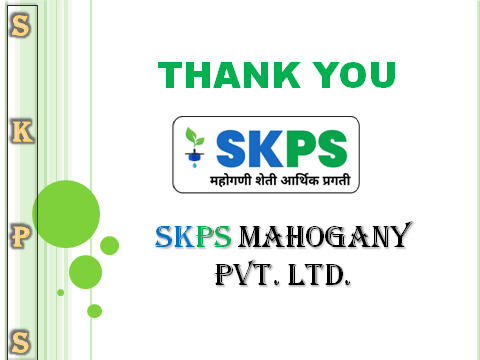 S
K
P
S
THANK YOU
SKPS
महोगणी शेती आर्थिक प्रगती
SKPS MAHOGANY
PVT. LTD.